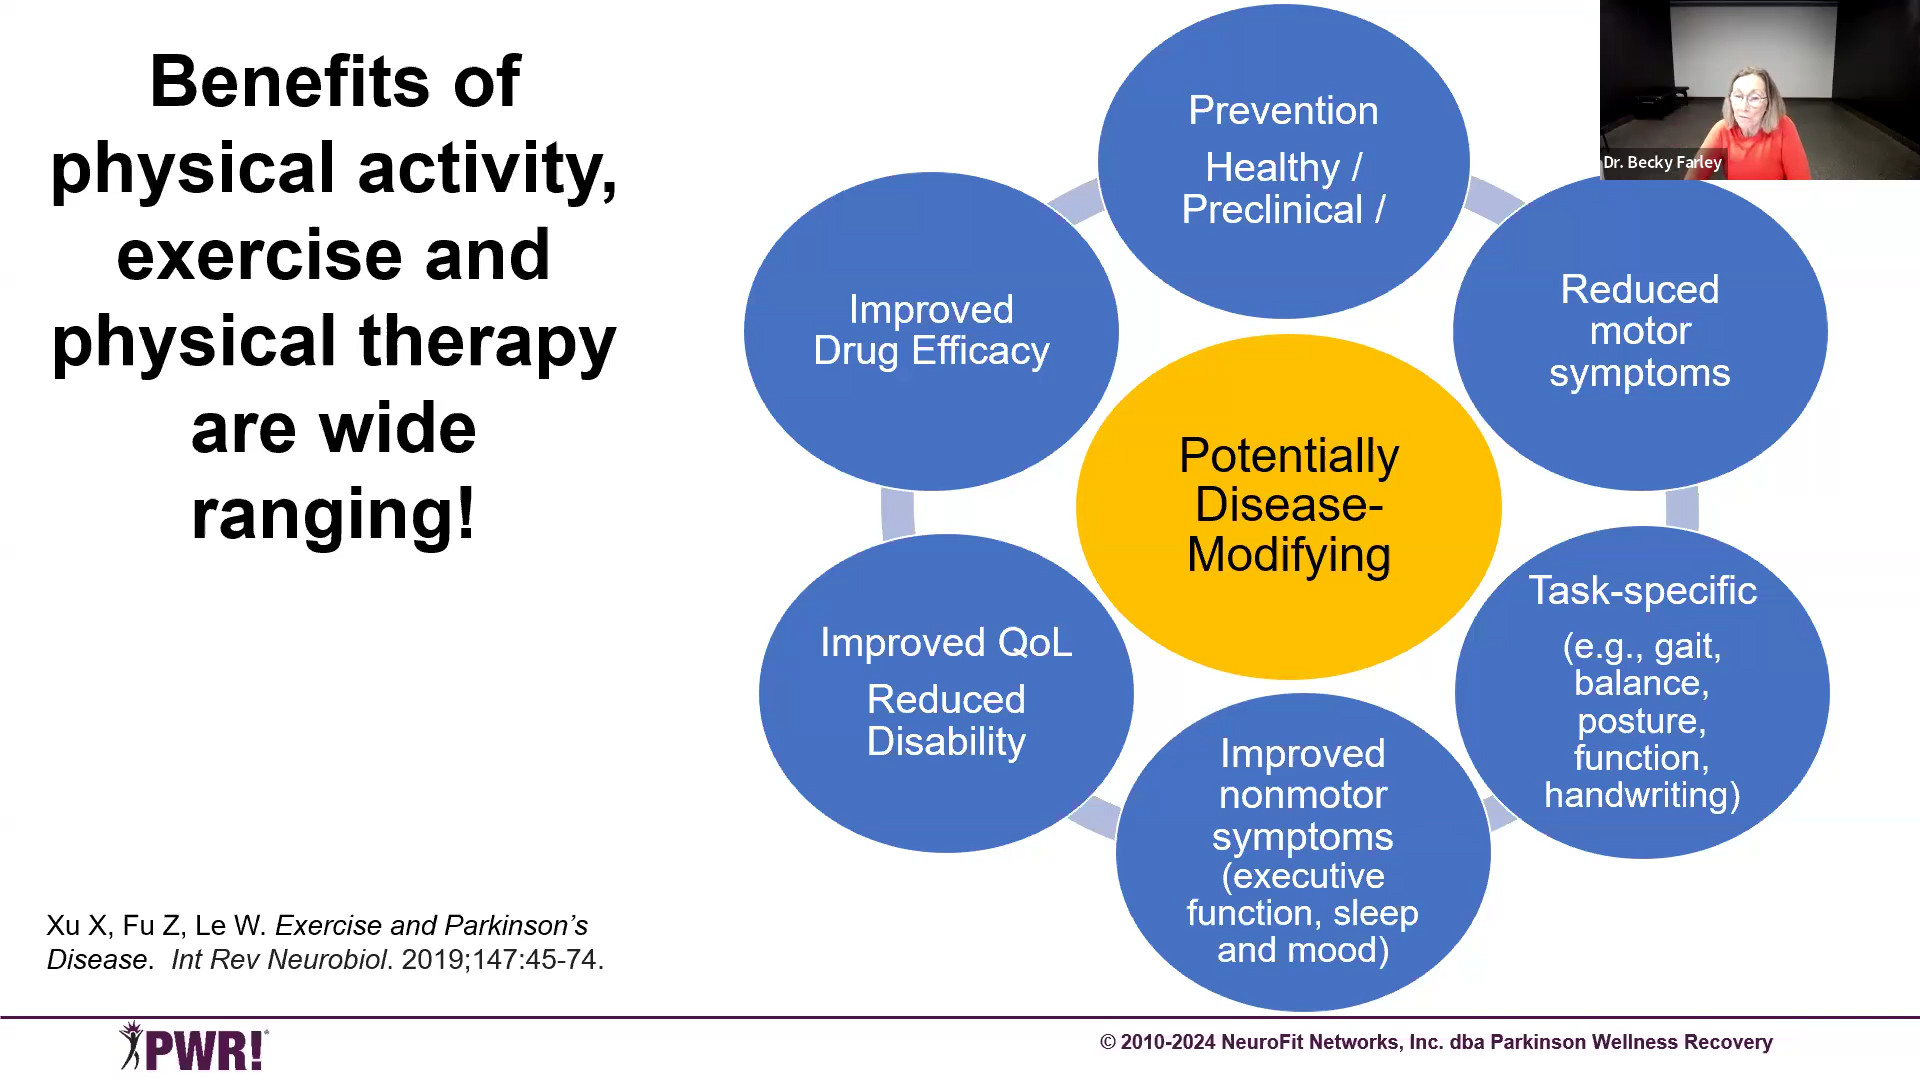 Benefits of
physical activity,
exercise and
physical therapy
are wide
ranging!
Prevention
Healthy /
Preclinical /
Reduced
motor
symptoms
Task-specific
(e.g., gait,
balance,
posture,
function,
handwriting)
Improved
nonmotor
symptoms
(executive
function, sleep
and mood)
Improved QoL
Reduced
Disability
Improved
Drug Efficacy
Potentially
Disease-
Modifying
Dr. Becky Farley
Xu X, Fu Z, Le W. Exercise and Parkinson’s
Disease. Int Rev Neurobiol. 2019;147:45-74.
PWR!®
© 2010-2024 NeuroFit Networks, Inc. dba Parkinson Wellness Recovery